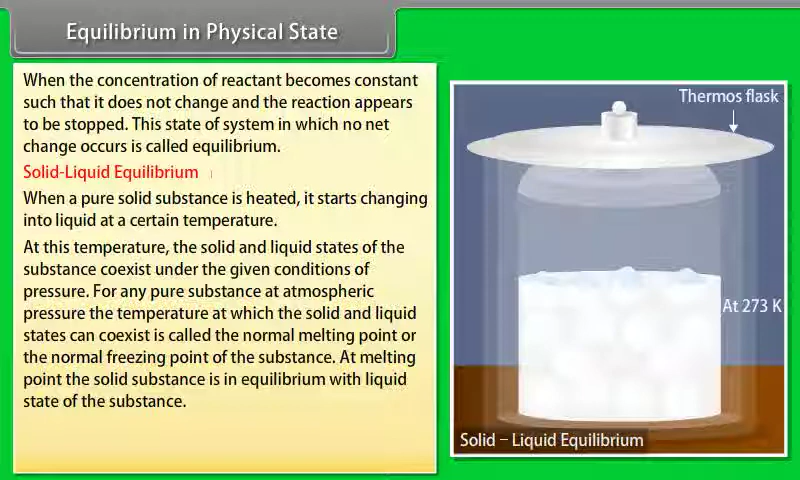 Equilibrium in Physical State
When the concentration of reactant becomes constant
such that it does not change and the reaction appears
to be stopped. This state of system in which no net
change occurs is called equilibrium.
Solid-Liquid Equilibrium
When a pure solid substance is heated, it starts changing
into liquid at a certain temperature.
At this temperature, the solid and liquid states of the
substance coexist under the given conditions of
pressure. For any pure substance at atmospheric
pressure the temperature at which the solid and liquid
states can coexist is called the normal melting point or
the normal freezing point of the substance. At melting
point the solid substance is in equilibrium with liquid
state of the substance.
Thermos flask
At 273 K
Solid – Liquid Equilibrium